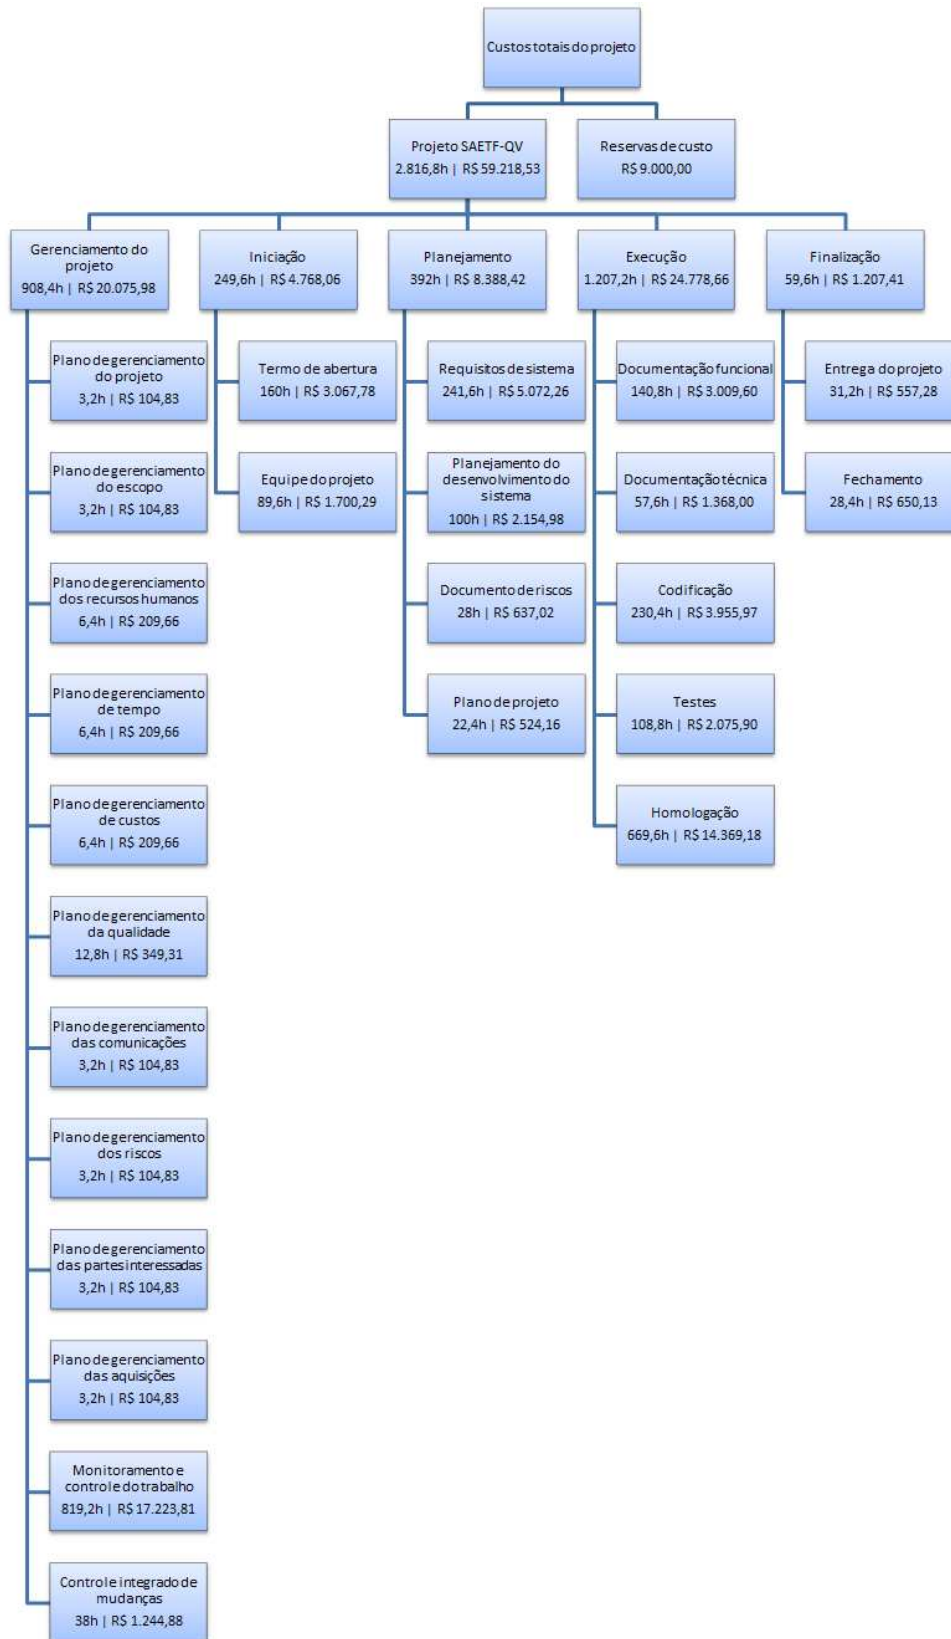 Custos totais do projeto
Projeto SAETF-QV
2.816,8h | R$ 59.218,53
Reservas de custo
R$ 9.000,00
Gerenciamento do
projeto
908,4h | R$ 20.075,98
Iniciação
249,6h | R$ 4.768,06
Planejamento
392h | R$ 8.388,42
Execução
1.207,2h | R$ 24.778,66
Finalização
59,6h | R$ 1.207,41
Plano de gerenciamento
do projeto
3,2h | R$ 104,83
Plano de gerenciamento
do escopo
3,2h | R$ 104,83
Plano de gerenciamento
dos recursos humanos
6,4h | R$ 209,66
Plano de gerenciamento
de tempo
6,4h | R$ 209,66
Plano de gerenciamento
de custos
6,4h | R$ 209,66
Plano de gerenciamento
da qualidade
12,8h | R$ 349,31
Plano de gerenciamento
das comunicações
3,2h | R$ 104,83
Plano de gerenciamento
dos riscos
3,2h | R$ 104,83
Plano de gerenciamento
das partes interessadas
3,2h | R$ 104,83
Plano de gerenciamento
das aquisições
3,2h | R$ 104,83
Monitoramento e
controle do trabalho
819,2h | R$ 17.223,81
Controle integrado de
mudanças
38h | R$ 1.244,88
Termo de abertura
160h | R$ 3.067,78
Equipe do projeto
89,6h | R$ 1.700,29
Requisitos de sistema
241,6h | R$ 5.072,26
Planejamento do
desenvolvimento do
sistema
100h | R$ 2.154,98
Documento de riscos
28h | R$ 637,02
Plano de projeto
22,4h | R$ 524,16
Documentação funcional
140,8h | R$ 3.009,60
Documentação técnica
57,6h | R$ 1.368,00
Codificação
230,4h | R$ 3.955,97
Testes
108,8h | R$ 2.075,90
Homologação
669,6h | R$ 14.369,18
Entrega do projeto
31,2h | R$ 557,28
Fechamento
28,4h | R$ 650,13